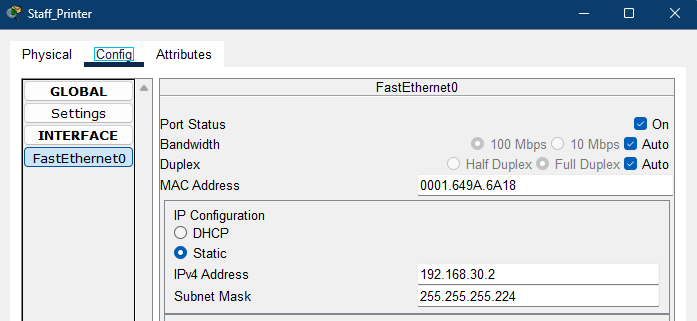 Staff_Printer
Physical Config Attributes
GLOBAL
Settings
INTERFACE
FastEthernet0
FastEthernet0
Port Status On
Bandwidth 100 Mbps 10 Mbps Auto
Duplex Half Duplex Full Duplex Auto
MAC Address 0001.649A.6A18
IP Configuration
DHCP
Static
IPv4 Address 192.168.30.2
Subnet Mask 255.255.255.224